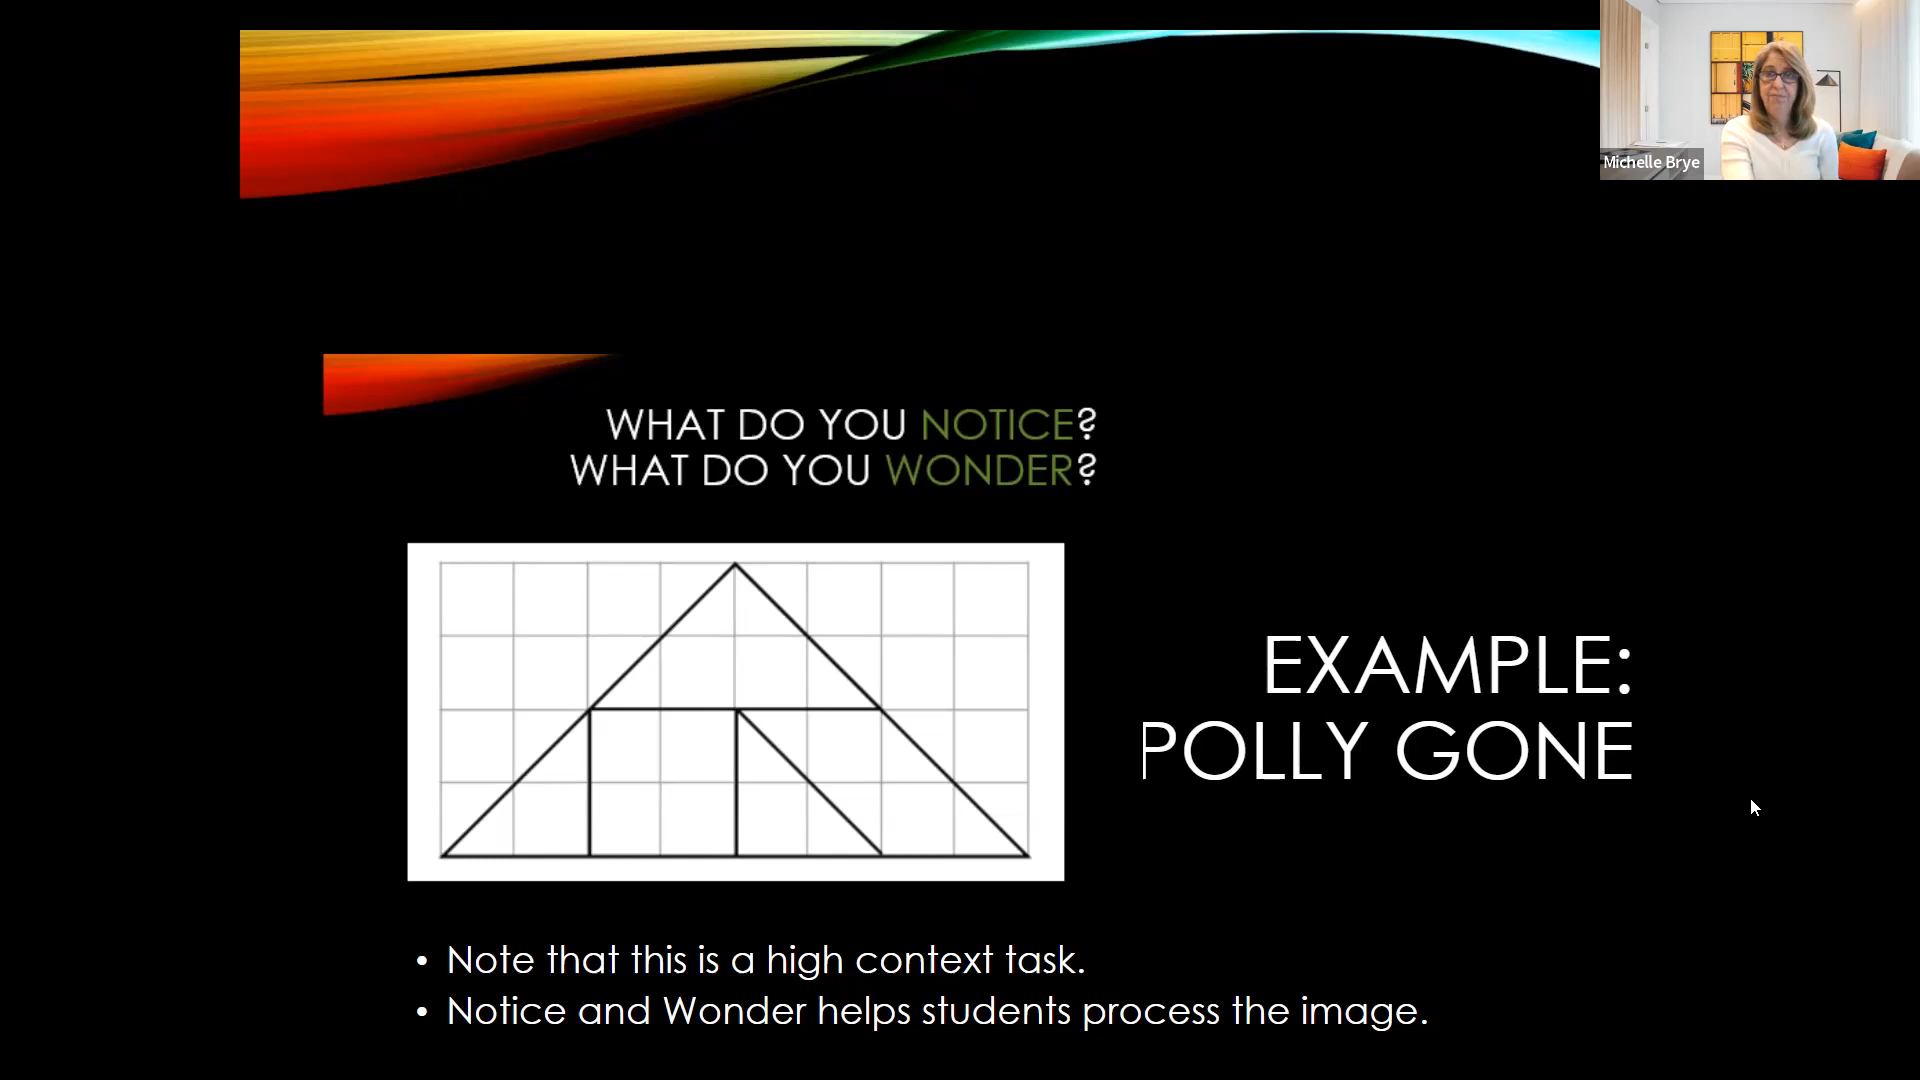 Michelle Brye
WHAT DO YOU NOTICE?
WHAT DO YOU WONDER?
EXAMPLE:
POLLY GONE
• Note that this is a high context task.
• Notice and Wonder helps students process the image.